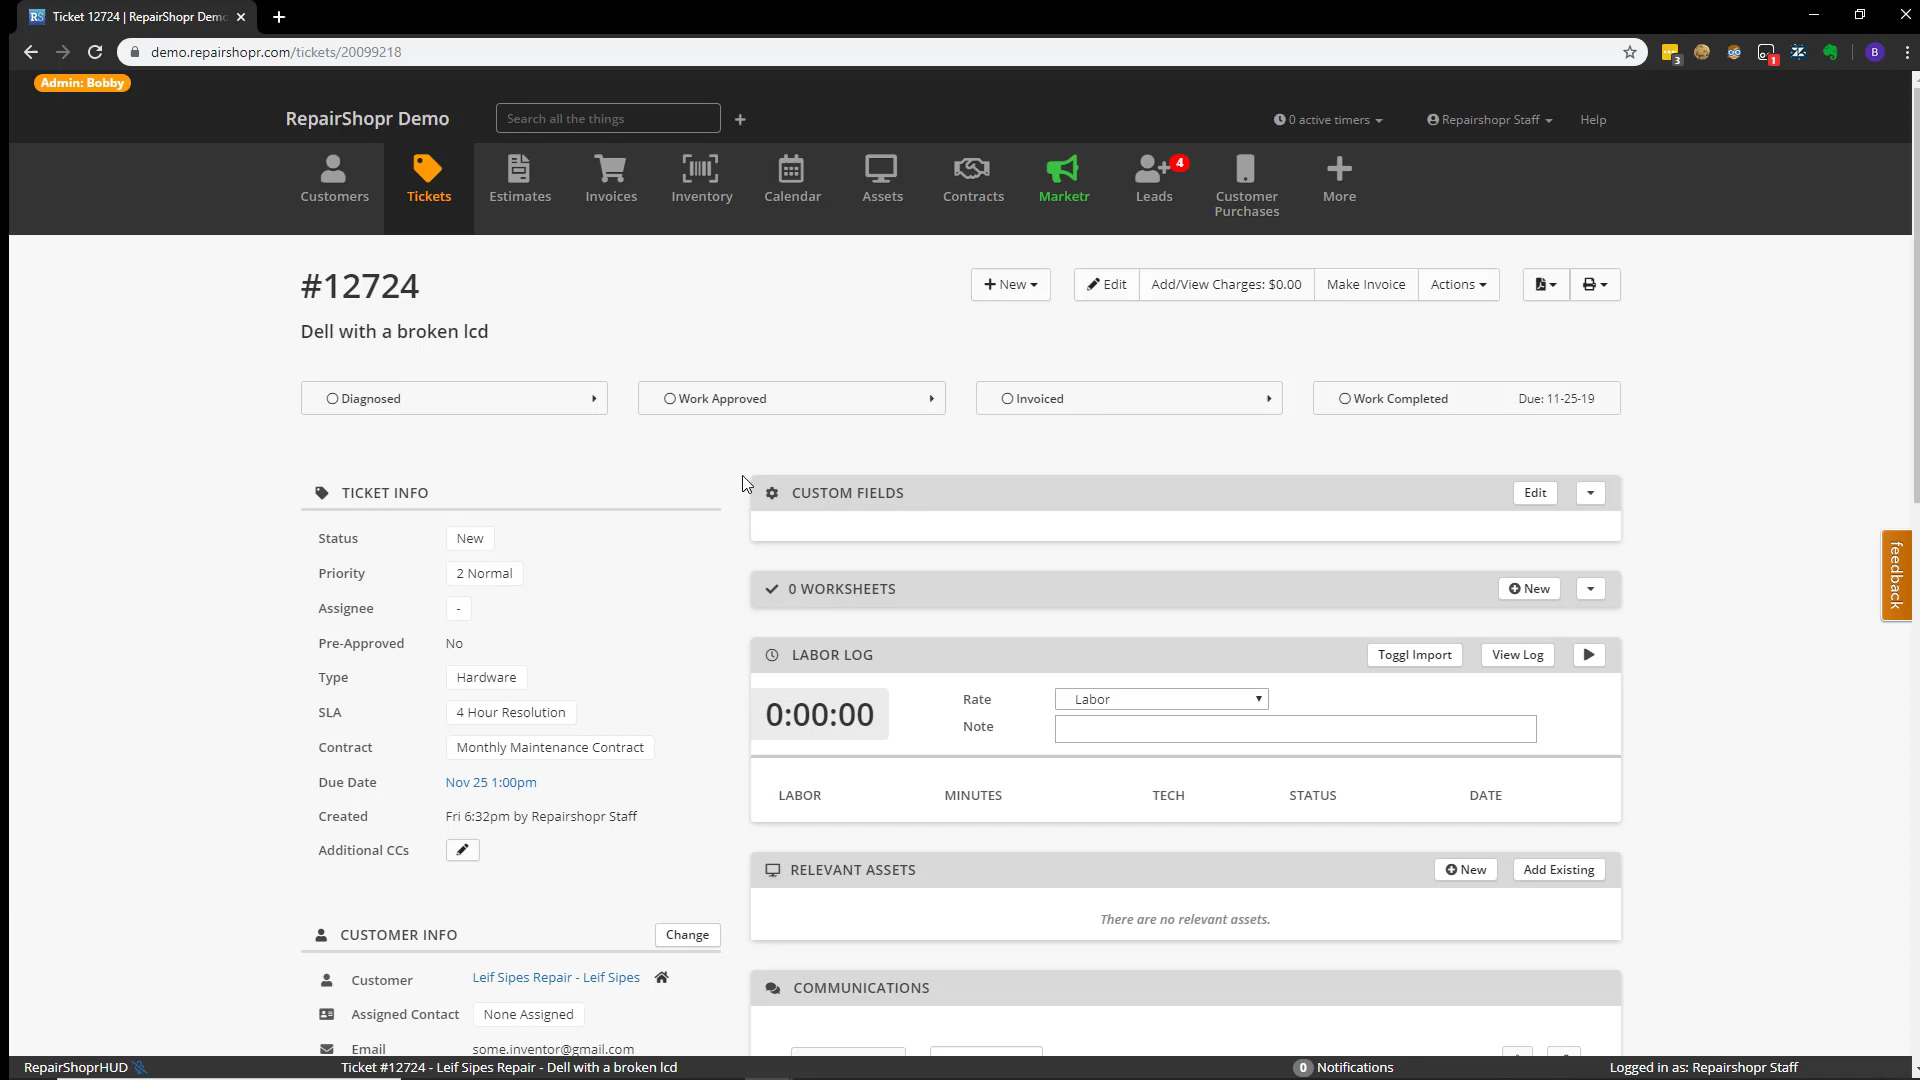 Ticket 12724 | RepairShopr Demo
demo.repairshopr.com/tickets/20099218
3
1
B
Admin: Bobby
RepairShopr Demo
Search all the things
0 active timers
Repairshopr Staff
Help
Customers
Tickets
Estimates
Invoices
Inventory
Calendar
Assets
Contracts
Marketr
4
Leads
Customer
Purchases
More
#12724
Dell with a broken lcd
New
Edit
Add/View Charges: $0.00
Make Invoice
Actions
Diagnosed
Work Approved
Invoiced
Work Completed
Due: 11-25-19
TICKET INFO
Status New
Priority 2 Normal
Assignee -
Pre-Approved No
Type Hardware
SLA 4 Hour Resolution
Contract Monthly Maintenance Contract
Due Date Nov 25 1:00pm
Created Fri 6:32pm by Repairshopr Staff
Additional CCs
CUSTOMER INFO
Change
Customer Leif Sipes Repair - Leif Sipes
Assigned Contact None Assigned
Email some.inventor@gmail.com
CUSTOM FIELDS
Edit
0 WORKSHEETS
New
LABOR LOG
Toggl Import
View Log
0:00:00
Rate Labor
Note
LABOR MINUTES TECH STATUS DATE
RELEVANT ASSETS
New
Add Existing
There are no relevant assets.
COMMUNICATIONS
feedback
RepairShoprHUD
Ticket #12724 - Leif Sipes Repair - Dell with a broken lcd
0 Notifications
Logged in as: Repairshopr Staff